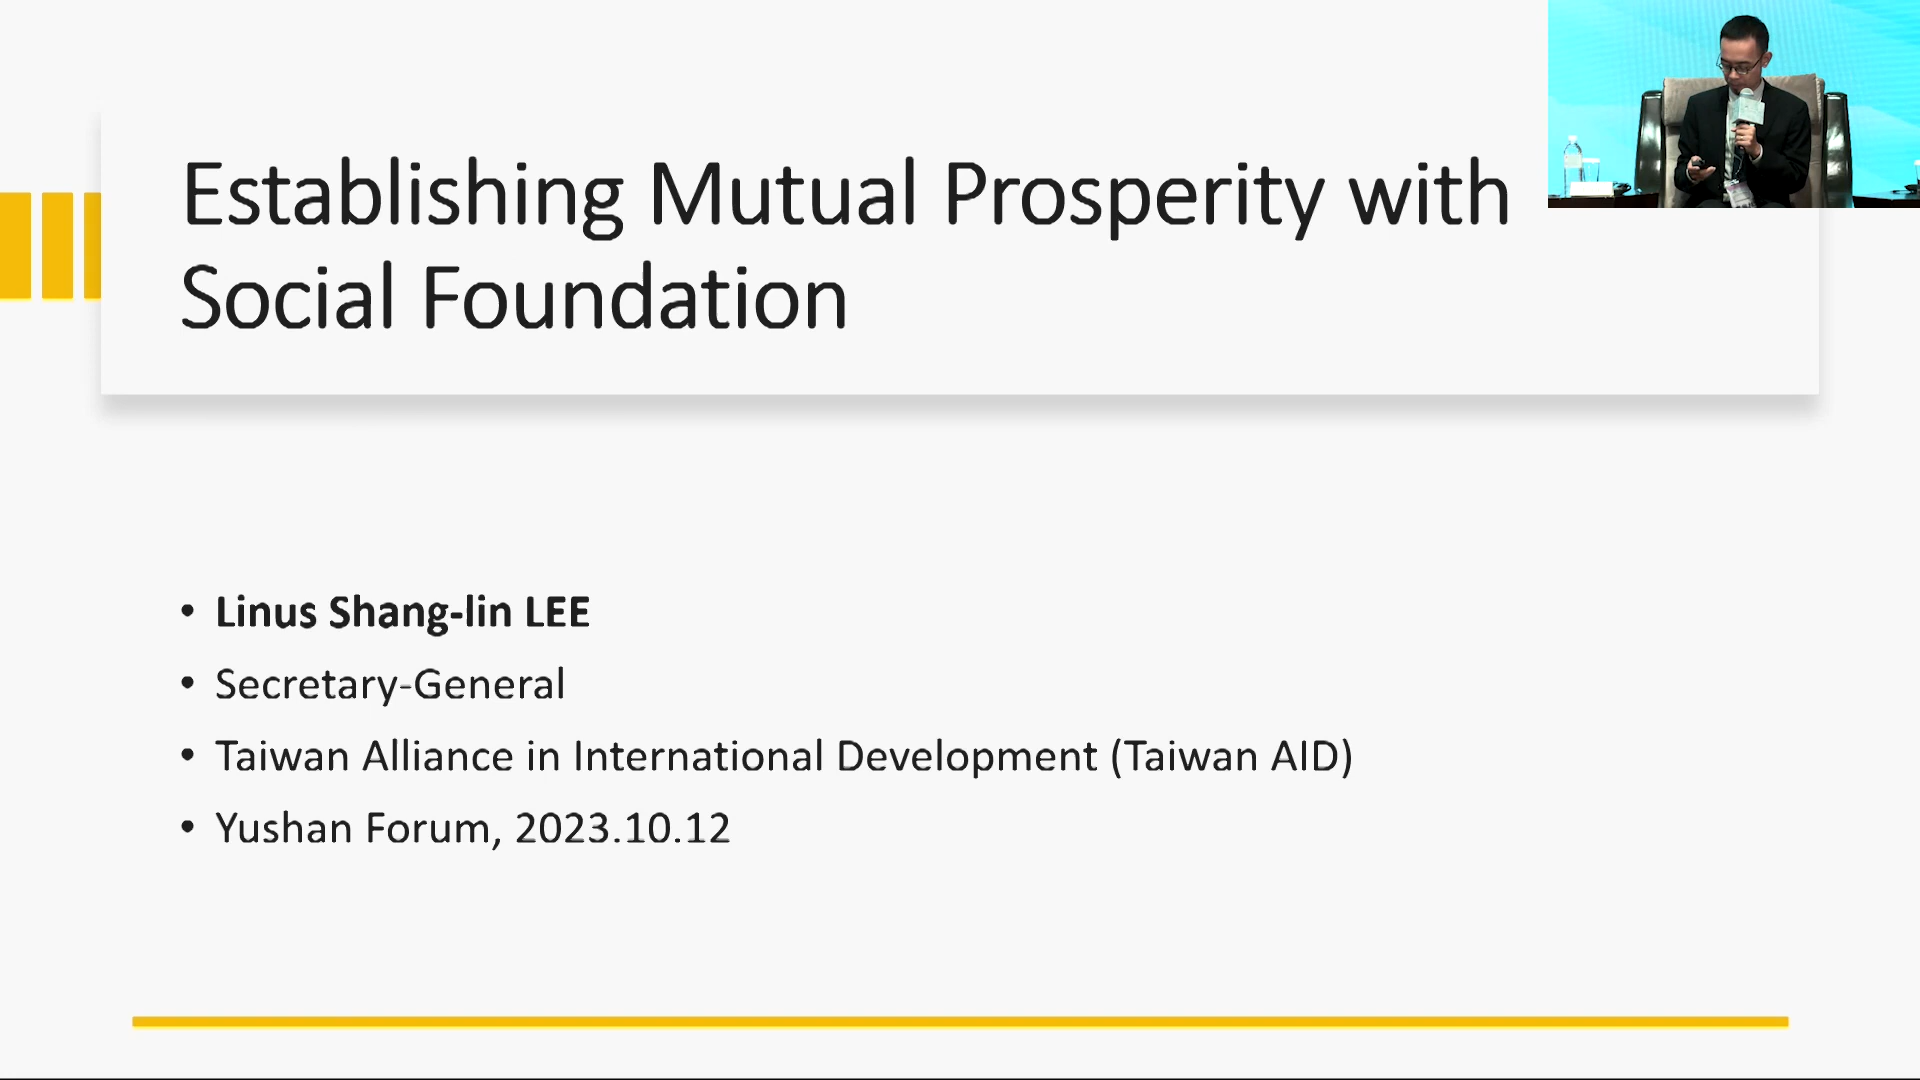 Establishing Mutual Prosperity with
Social Foundation
• Linus Shang-lin LEE
• Secretary-General
• Taiwan Alliance in International Development (Taiwan AID)
• Yushan Forum, 2023.10.12